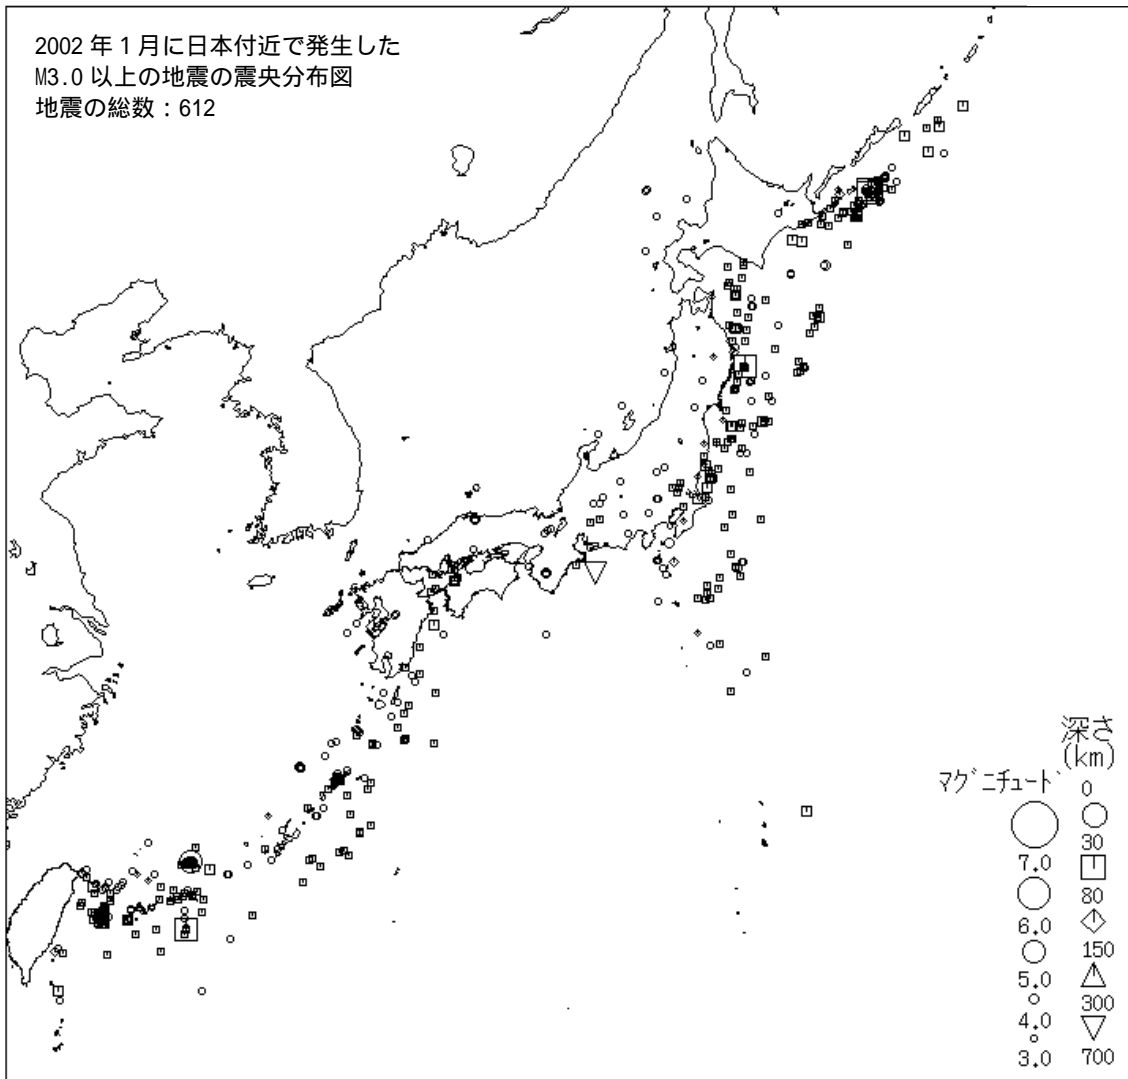 2002年1月に日本付近で発生した
M3.0以上の地震の震央分布図
地震の総数：612
深さ
(km)
マグニチュード
0
30
7.0
80
6.0
150
5.0
300
4.0
700
3.0